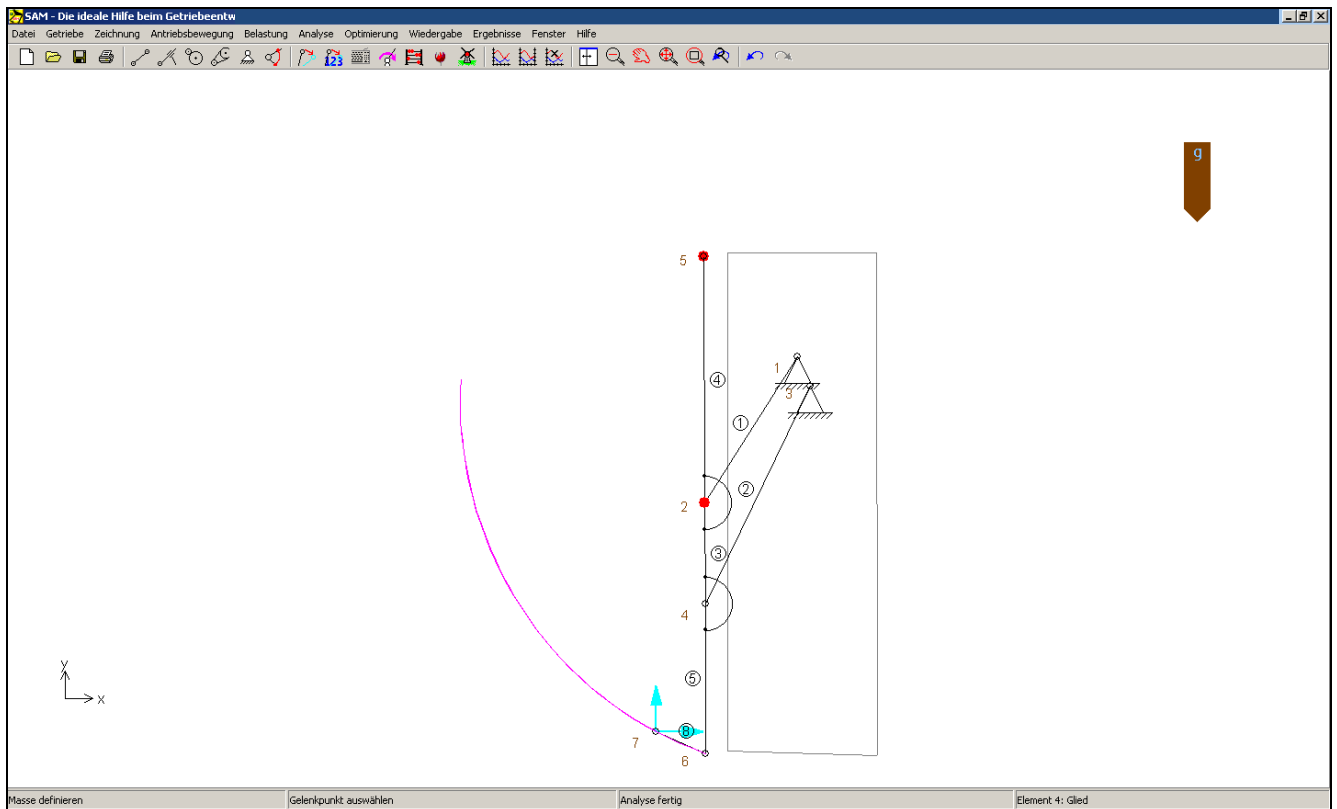 SAM - Die ideale Hilfe beim Getriebeentw
Datei Getriebe Zeichnung Antriebsbewegung Belastung Analyse Optimierung Wiedergabe Ergebnisse Fenster Hilfe
123
g
5
1
4
3
1
2
2
3
4
5
y
x
8
7
6
Masse definieren Gelenkpunkt auswählen Analyse fertig Element 4: Glied